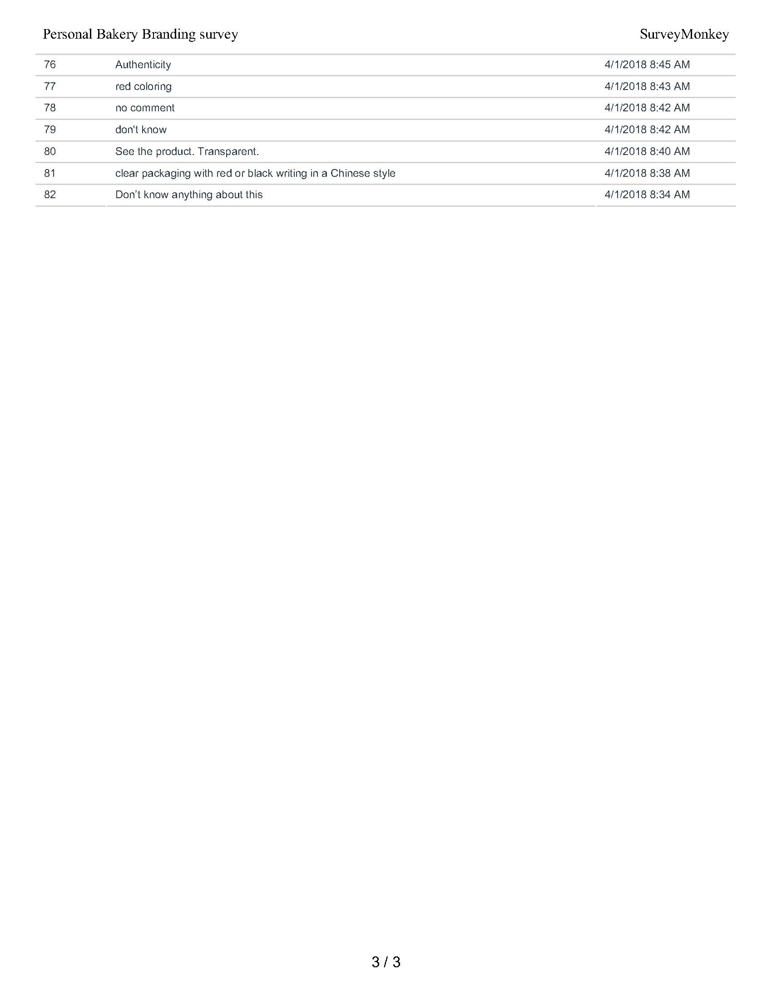 Personal Bakery Branding survey SurveyMonkey
76 Authenticity 4/1/2018 8:45 AM
77 red coloring 4/1/2018 8:43 AM
78 no comment 4/1/2018 8:42 AM
79 don't know 4/1/2018 8:42 AM
80 See the product. Transparent. 4/1/2018 8:40 AM
81 clear packaging with red or black writing in a Chinese style 4/1/2018 8:38 AM
82 Don’t know anything about this 4/1/2018 8:34 AM
3 / 3